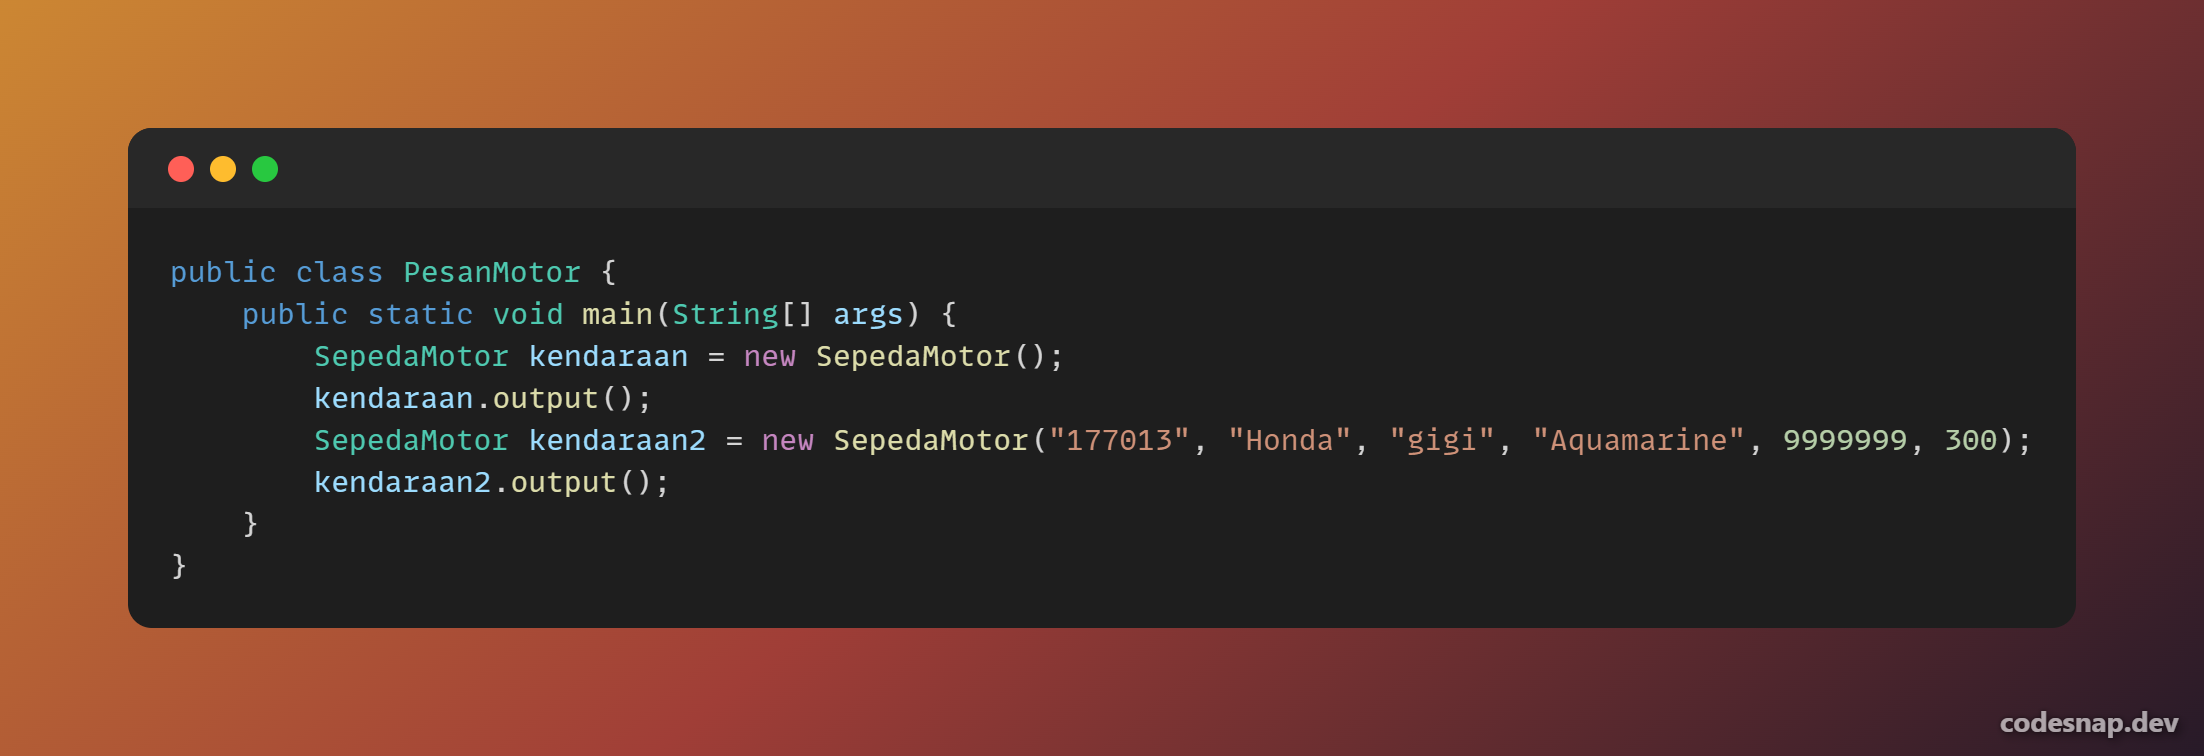 public class PesanMotor {
    public static void main(String[] args) {
        SepedaMotor kendaraan = new SepedaMotor();
        kendaraan.output();
        SepedaMotor kendaraan2 = new SepedaMotor("177013", "Honda", "gigi", "Aquamarine", 9999999, 300);
        kendaraan2.output();
    }
}
codesnap.dev